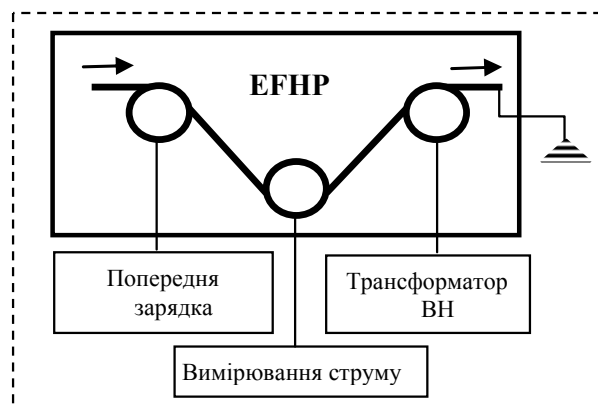 EFHP
Попередня
зарядка
Трансформатор
ВН
Вимірювання струму